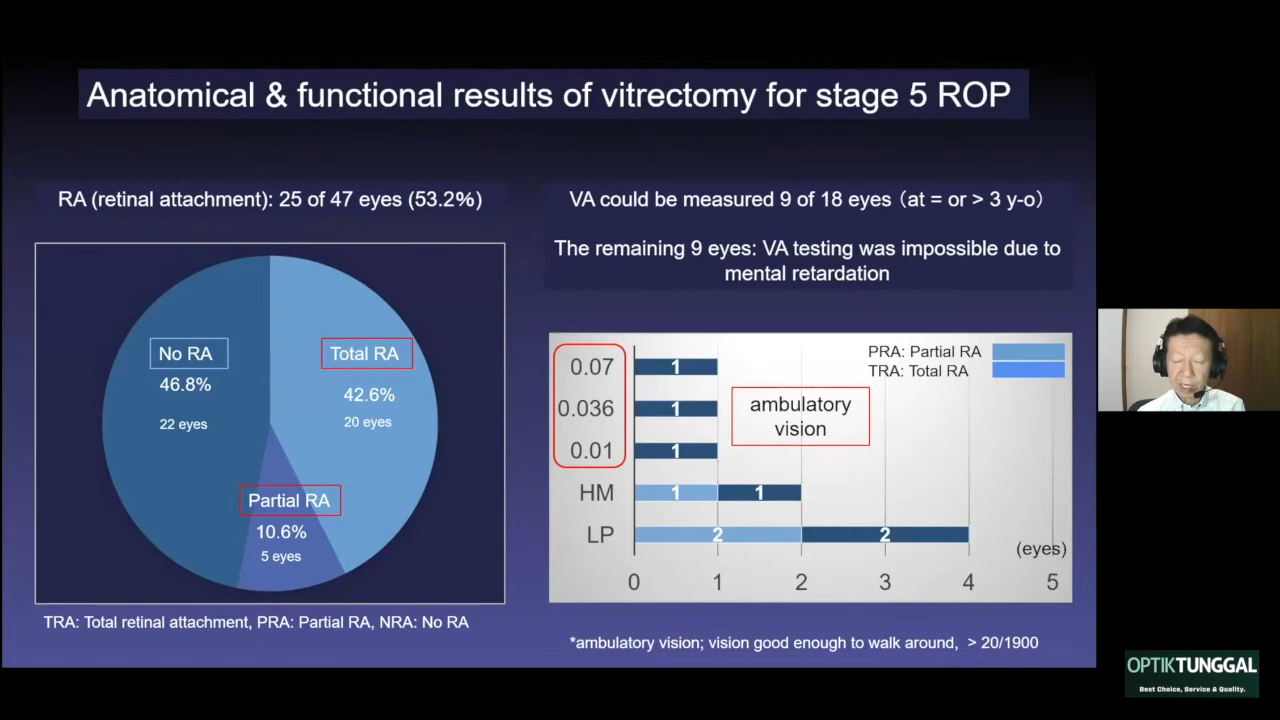 Anatomical & functional results of vitrectomy for stage 5 ROP
RA (retinal attachment): 25 of 47 eyes (53.2%)
No RA
46.8%
22 eyes
Total RA
42.6%
20 eyes
Partial RA
10.6%
5 eyes
TRA: Total retinal attachment, PRA: Partial RA, NRA: No RA
VA could be measured 9 of 18 eyes (at = or > 3 y-o)
The remaining 9 eyes: VA testing was impossible due to
mental retardation
PRA: Partial RA
TRA: Total RA
0.07 1
0.036 1
0.01 1
HM 1 1
LP 2 2
ambulatory
vision
(eyes)
0 1 2 3 4 5
*ambulatory vision; vision good enough to walk around, > 20/1900
OPTIKTUNGGAL
Best Choice, Service & Quality.